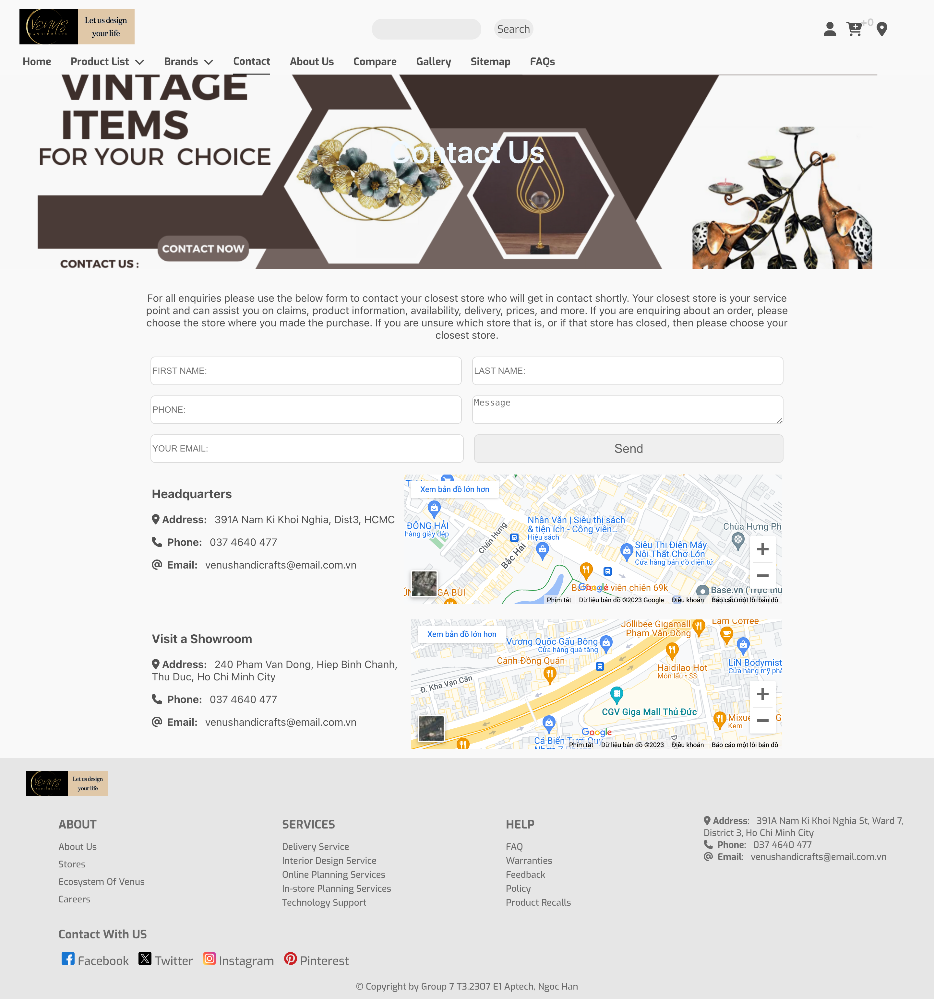 Venus
HANDICRAFTS
Let us design
your life
Search
+0
Home Product List Brands Contact About Us Compare Gallery Sitemap FAQs
VINTAGE
ITEMS
FOR YOUR CHOICE
Contact Us
CONTACT NOW
CONTACT US :
For all enquiries please use the below form to contact your closest store who will get in contact shortly. Your closest store is your service
point and can assist you on claims, product information, availability, delivery, prices, and more. If you are enquiring about an order, please
choose the store where you made the purchase. If you are unsure which store that is, or if that store has closed, then please choose your
closest store.
FIRST NAME:
LAST NAME:
PHONE:
Message
YOUR EMAIL:
Send
Headquarters
Address: 391A Nam Ki Khoi Nghia, Dist3, HCMC
Phone: 037 4640 477
Email: venushandicrafts@email.com.vn
Xem bản đồ lớn hơn
ĐÔNG HẢI
hàng giày dép
Chấn Hưng
Bắc Hải
Nhân Văn | Siêu thị sách
& tiện ích - Công viên...
Hiệu sách
Chùa Hưng Ph
Siêu Thị Điện Máy
Nội Thất Chợ Lớn
Cửa hàng bán đồ điện tử
GA BÙI
Google
viên chiên 69k
Base.vn (Trực thu
Phím tắt Dữ liệu bản đồ ©2023 Google Điều khoản Báo cáo một lỗi bản đồ
Visit a Showroom
Address: 240 Pham Van Dong, Hiep Binh Chanh,
Thu Duc, Ho Chi Minh City
Phone: 037 4640 477
Email: venushandicrafts@email.com.vn
Xem bản đồ lớn hơn
Jollibee Gigamall
Phạm Văn Đồng
Lam Coffee
Vương Quốc Gấu Bông
Cửa hàng quà tặng
Cánh Đồng Quán
LiN Bodymist
Cửa hàng mỹ phẩ
Haidilao Hot
Món lẩu • $$
Đ. Kha Vạn Cân
CGV Giga Mall Thủ Đức
Mixue G
Kem
Google
Cá Biển Tươi Quy
Phím tắt Dữ liệu bản đồ ©2023 Điều khoản Báo cáo một lỗi bản đồ
Venus
HANDICRAFTS
Let us design
your life
ABOUT
About Us
Stores
Ecosystem Of Venus
Careers
SERVICES
Delivery Service
Interior Design Service
Online Planning Services
In-store Planning Services
Technology Support
HELP
FAQ
Warranties
Feedback
Policy
Product Recalls
Address: 391A Nam Ki Khoi Nghia St, Ward 7,
District 3, Ho Chi Minh City
Phone: 037 4640 477
Email: venushandicrafts@email.com.vn
Contact With US
Facebook Twitter Instagram Pinterest
© Copyright by Group 7 T3.2307 E1 Aptech, Ngoc Han